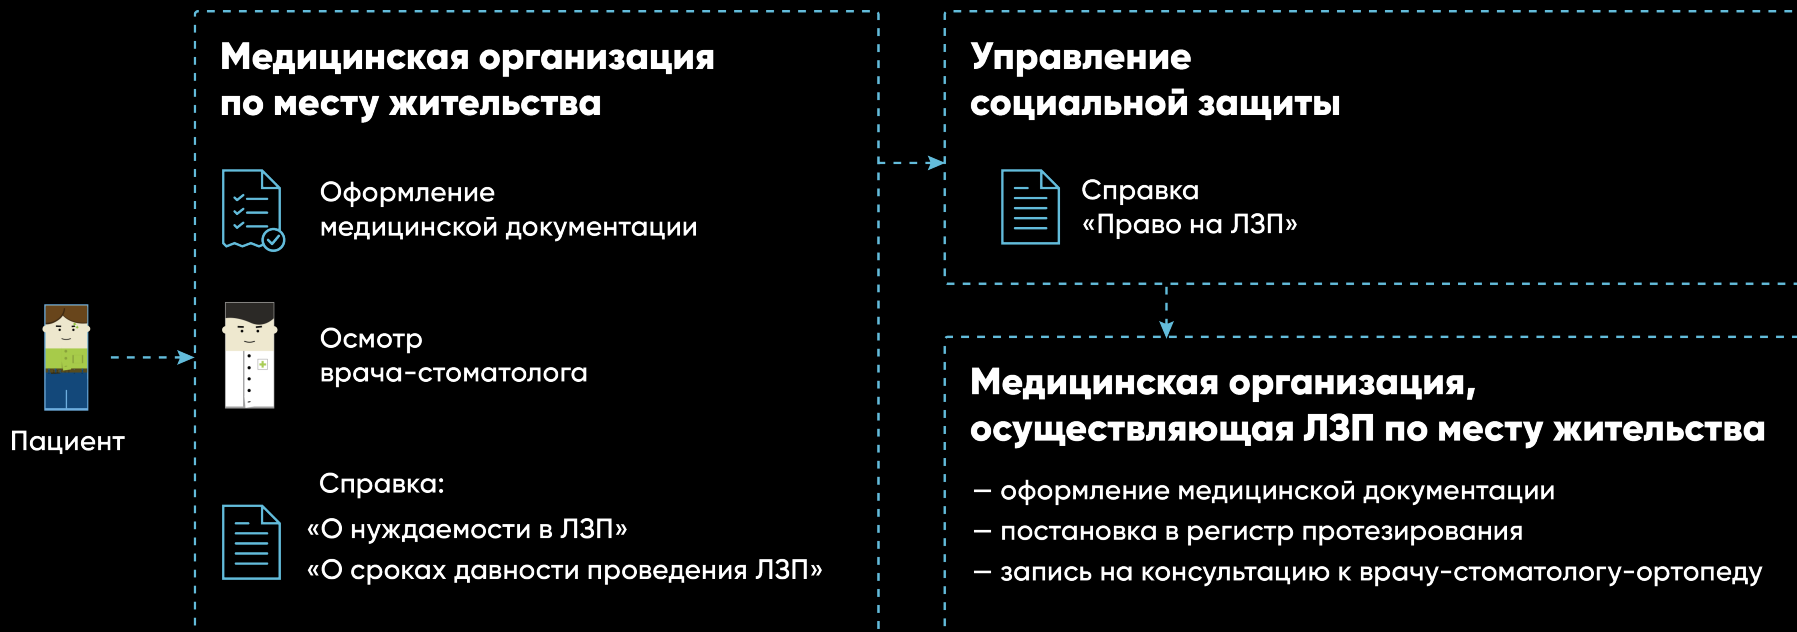 Пациент
Медицинская организация
по месту жительства
Оформление
медицинской документации
Осмотр
врача-стоматолога
Справка:
«О нуждаемости в ЛЗП»
«О сроках давности проведения ЛЗП»
Управление
социальной защиты
Справка
«Право на ЛЗП»
Медицинская организация,
осуществляющая ЛЗП по месту жительства
— оформление медицинской документации
— постановка в регистр протезирования
— запись на консультацию к врачу-стоматологу-ортопеду